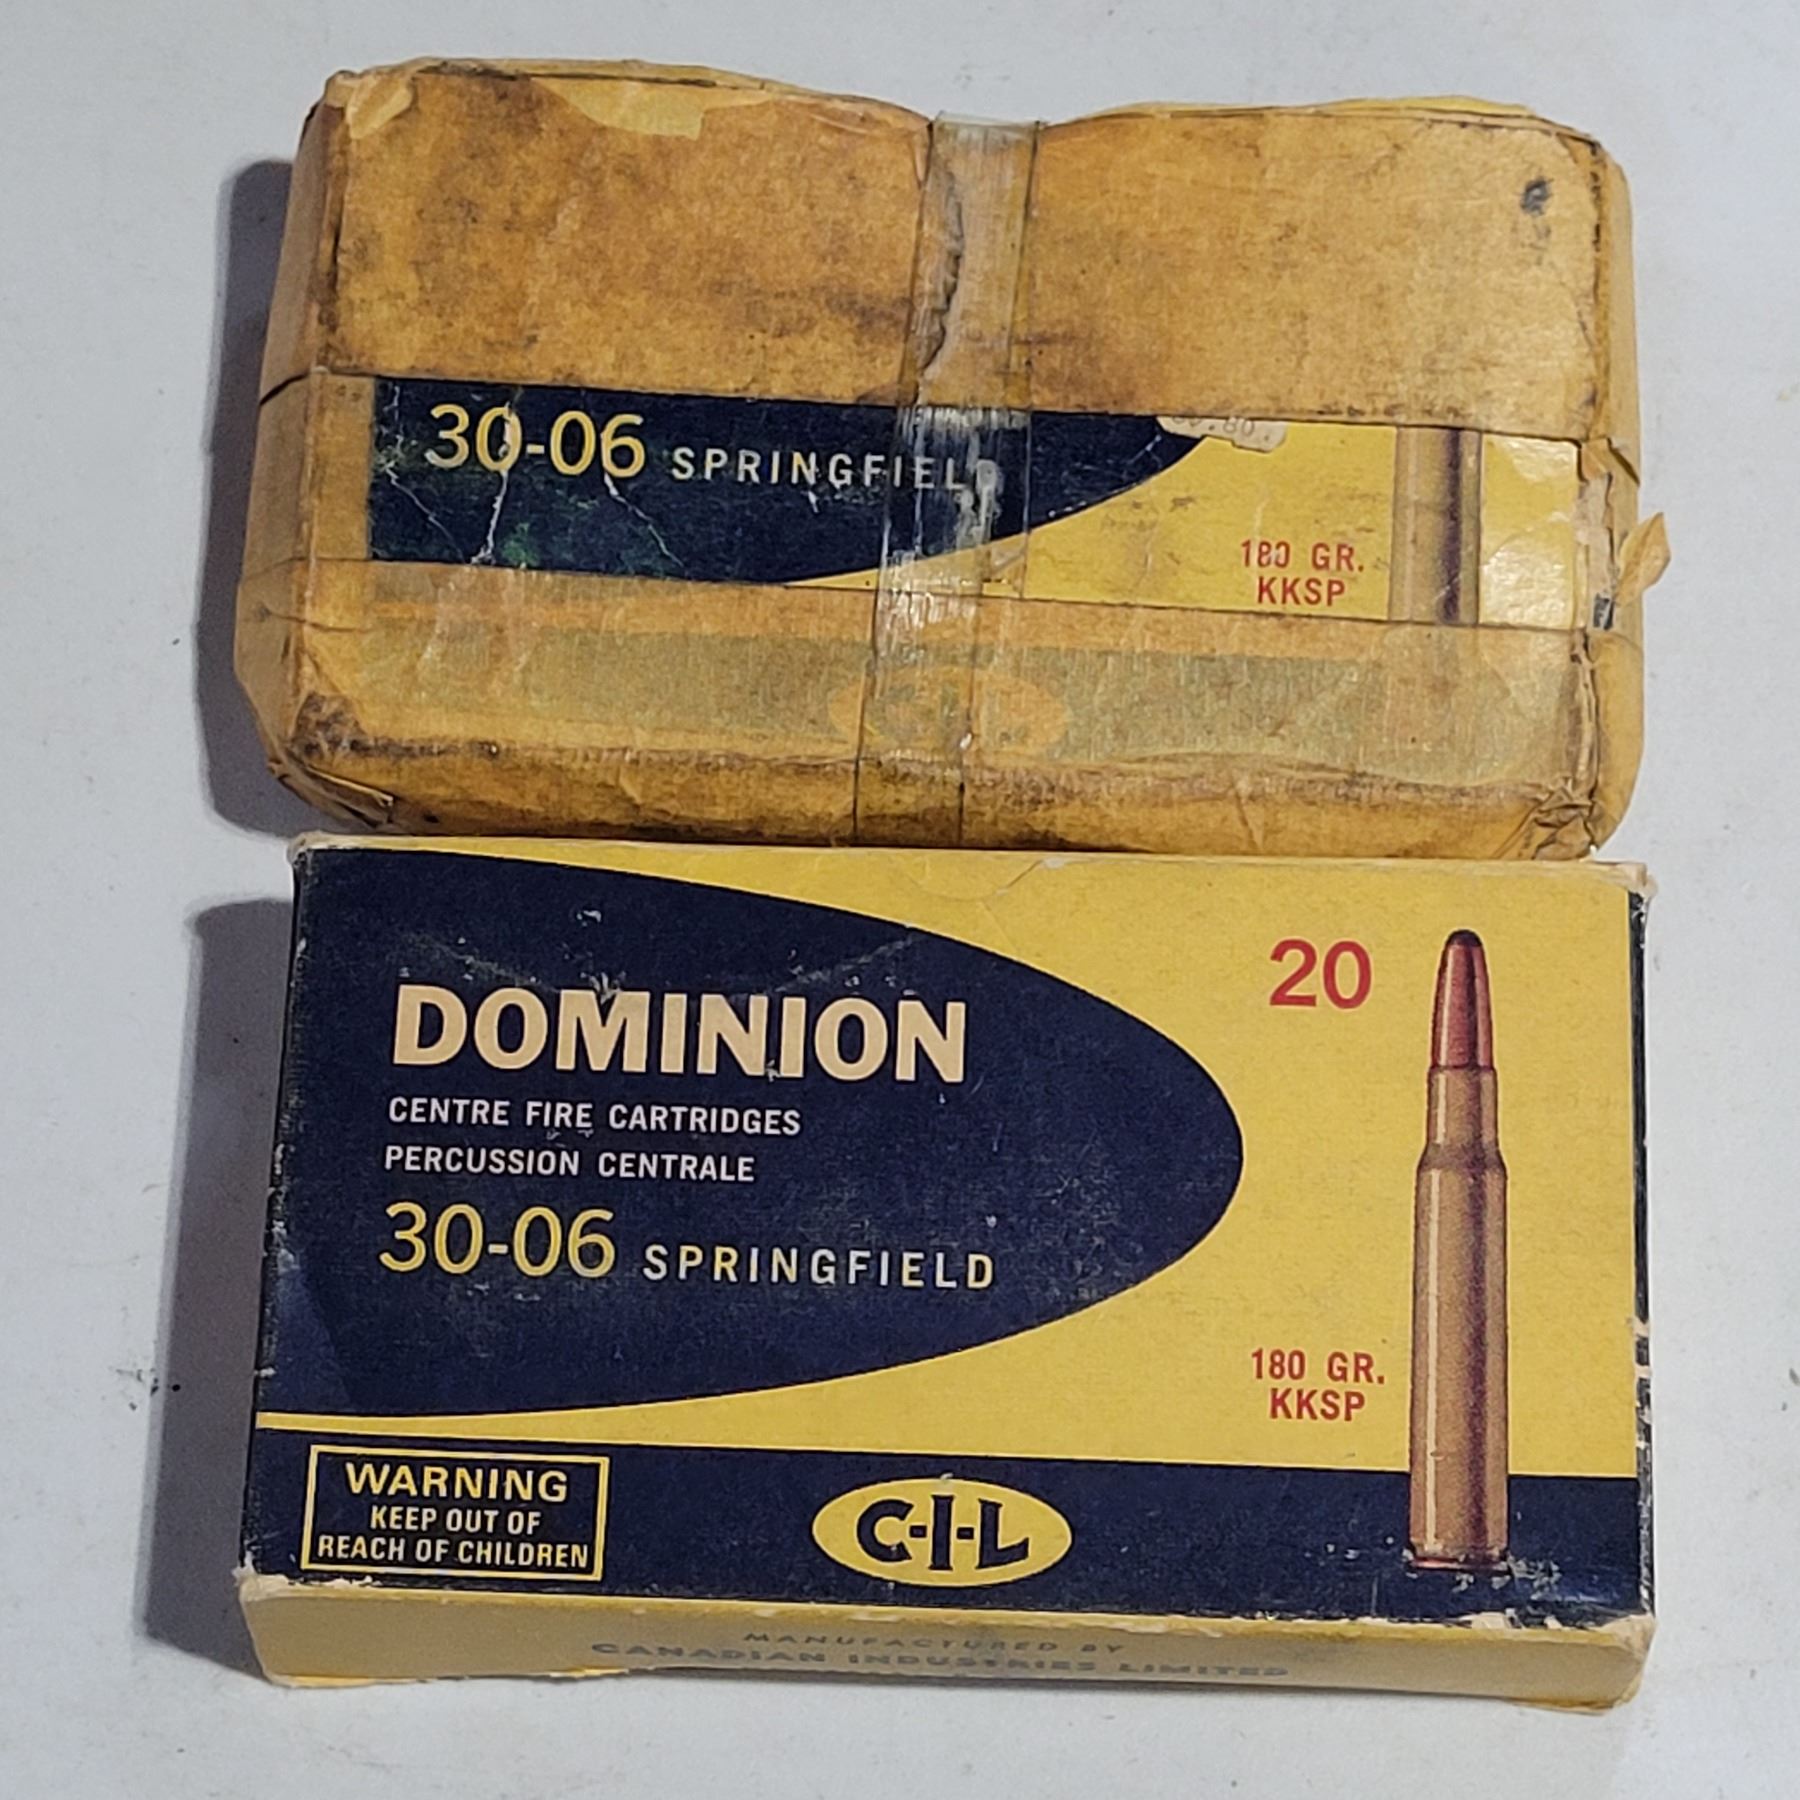 30-06 SPRINGFIELD
180 GR.
KKSP
DOMINION
CENTRE FIRE CARTRIDGES
PERCUSSION CENTRALE
30-06 SPRINGFIELD
20
180 GR.
KKSP
WARNING
KEEP OUT OF
REACH OF CHILDREN
C-I-L
MANUFACTURED BY
CANADIAN INDUSTRIES LIMITED